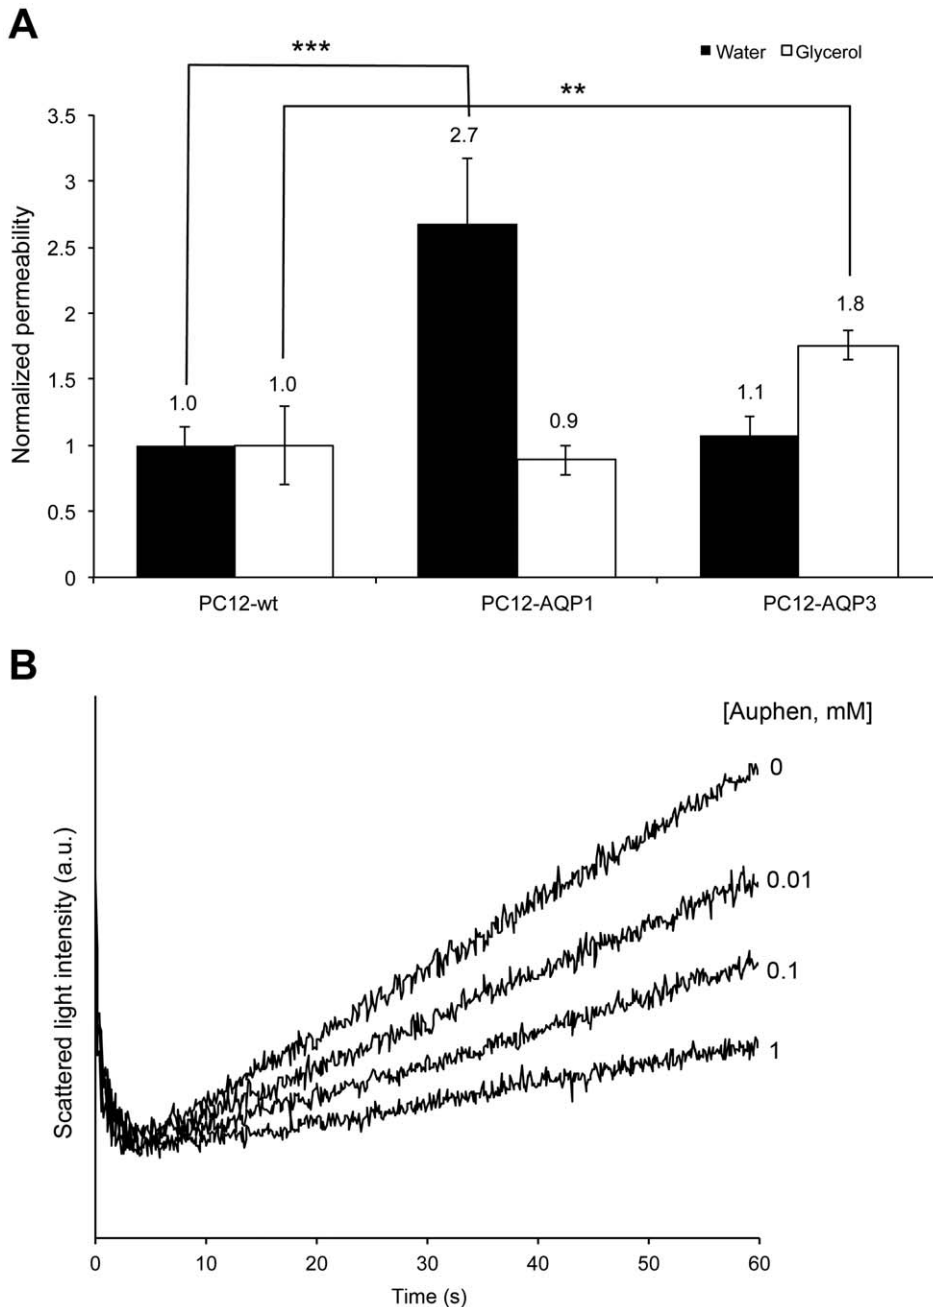 A
*** ■ Water □ Glycerol
**
3.5
2.7
3
2.5
2
1.8
1.5
1.0 1.0 0.9 1.1
1
0.5
0
Normalized permeability
PC12-wt PC12-AQP1 PC12-AQP3
B
[Auphen, mM]
0
0.01
0.1
1
Scattered light intensity (a.u.)
0 10 20 30 40 50 60
Time (s)